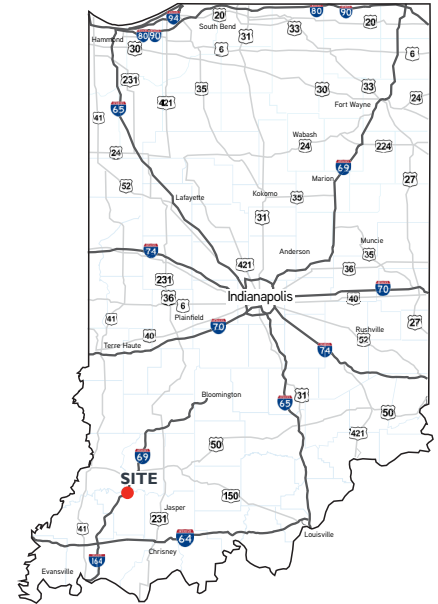 94
20
80
90
Hammond
80 90
South Bend
31
33
20
30
6
6
231
35
30
33
421
Fort Wayne
24
65
41
Wabash
24
224
24
69
27
52
Marion
Lafayette
Kokomo
35
31
Anderson
Muncie
74
35
421
36
231
70
36
6
Indianapolis
40
41
Plainfield
70
27
40
Rushville
52
Terre Haute
74
Bloomington
31
65
50
421
50
69
SITE
150
Jasper
231
41
64
Louisville
Chrisney
164
Evansville